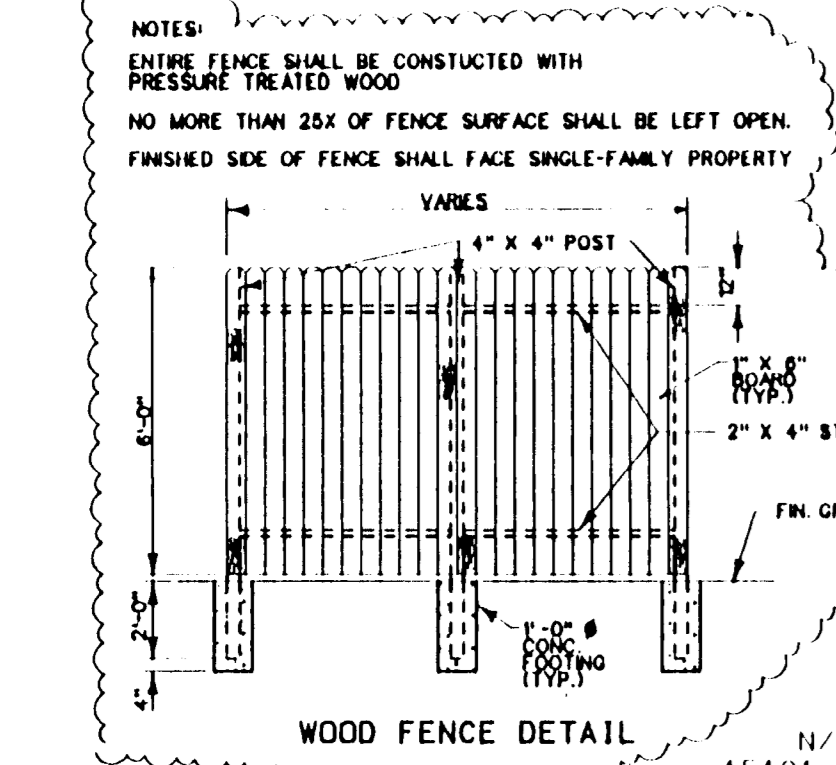 NOTES:
ENTIRE FENCE SHALL BE CONSTUCTED WITH
PRESSURE TREATED WOOD
NO MORE THAN 25% OF FENCE SURFACE SHALL BE LEFT OPEN.
FINISHED SIDE OF FENCE SHALL FACE SINGLE-FAMILY PROPERTY
VARIES
4" X 4" POST
12"
1" X 6"
BOARD
(TYP.)
6'-0"
2" X 4"
FIN.
2'-0"
1'-0" Ø
CONC.
FOOTING
(TYP.)
4"
WOOD FENCE DETAIL
N/